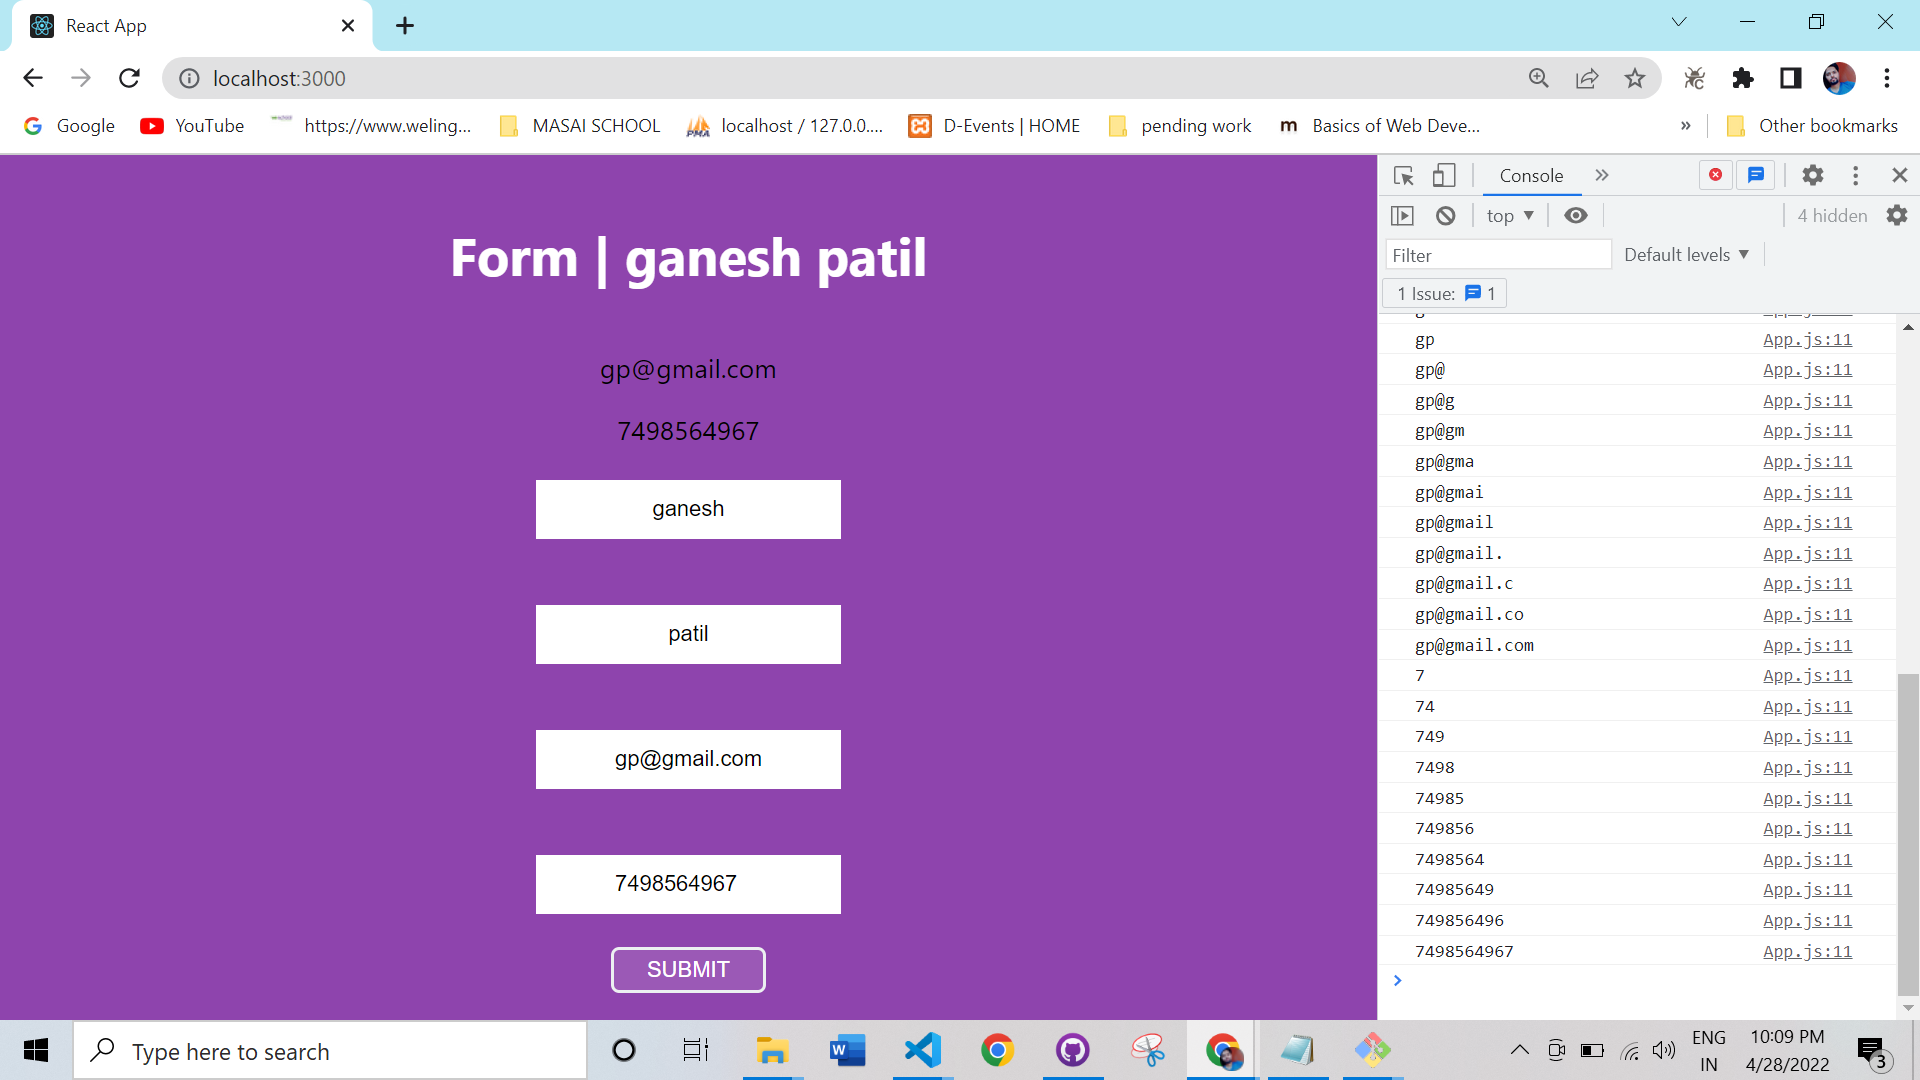 React App
localhost:3000
Google
YouTube
https://www.weling...
MASAI SCHOOL
PMA
localhost / 127.0.0....
D-Events | HOME
pending work
m
Basics of Web Deve...
»
Other bookmarks
Form | ganesh patil
gp@gmail.com
7498564967
ganesh
patil
gp@gmail.com
7498564967
SUBMIT
Console
top
4 hidden
Filter
Default levels
1 Issue: 1
gp App.js:11
gp@ App.js:11
gp@g App.js:11
gp@gm App.js:11
gp@gma App.js:11
gp@gmai App.js:11
gp@gmail App.js:11
gp@gmail. App.js:11
gp@gmail.c App.js:11
gp@gmail.co App.js:11
gp@gmail.com App.js:11
7 App.js:11
74 App.js:11
749 App.js:11
7498 App.js:11
74985 App.js:11
749856 App.js:11
7498564 App.js:11
74985649 App.js:11
749856496 App.js:11
7498564967 App.js:11
Type here to search
ENG
IN
10:09 PM
4/28/2022
3